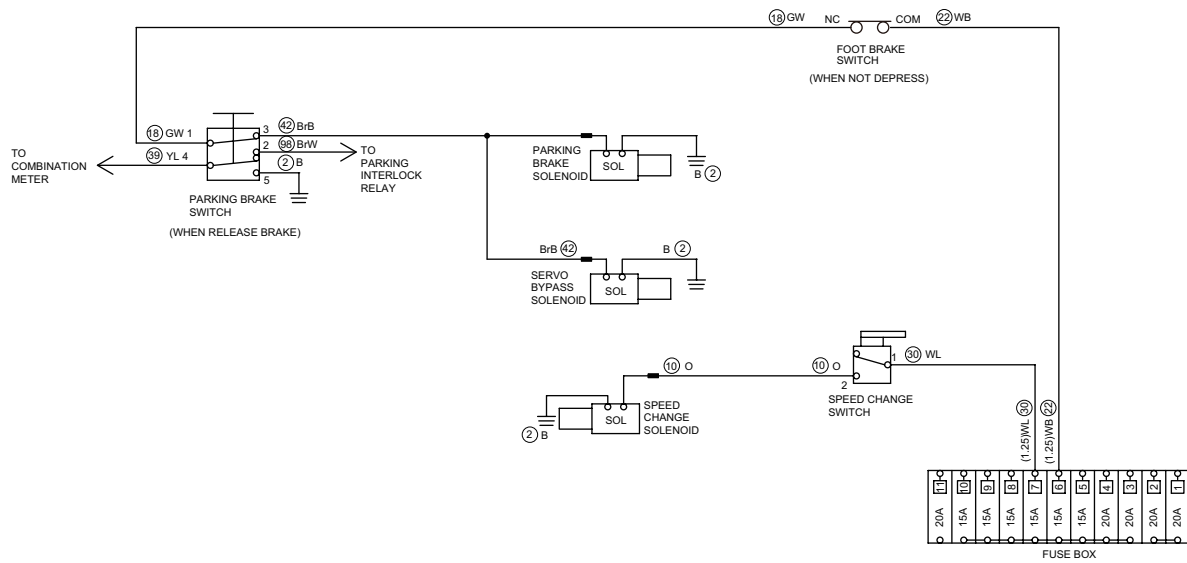 18 GW NC COM 22 WB
FOOT BRAKE
SWITCH
(WHEN NOT DEPRESS)
18 GW 1
3
42 BrB
2
98 BrW
39 YL 4
2 B
5
TO
COMBINATION
METER
TO
PARKING
INTERLOCK
RELAY
PARKING BRAKE
SWITCH
(WHEN RELEASE BRAKE)
PARKING
BRAKE
SOLENOID
SOL
B 2
BrB 42
B 2
SERVO
BYPASS
SOLENOID
SOL
10 O
10 O
1
30 WL
2
SPEED CHANGE
SWITCH
SOL
SPEED
CHANGE
SOLENOID
2 B
(1.25)WL 30
(1.25)WB 22
11 10 9 8 7 6 5 4 3 2 1
20A 15A 15A 15A 15A 15A 15A 20A 20A 20A 20A
FUSE BOX